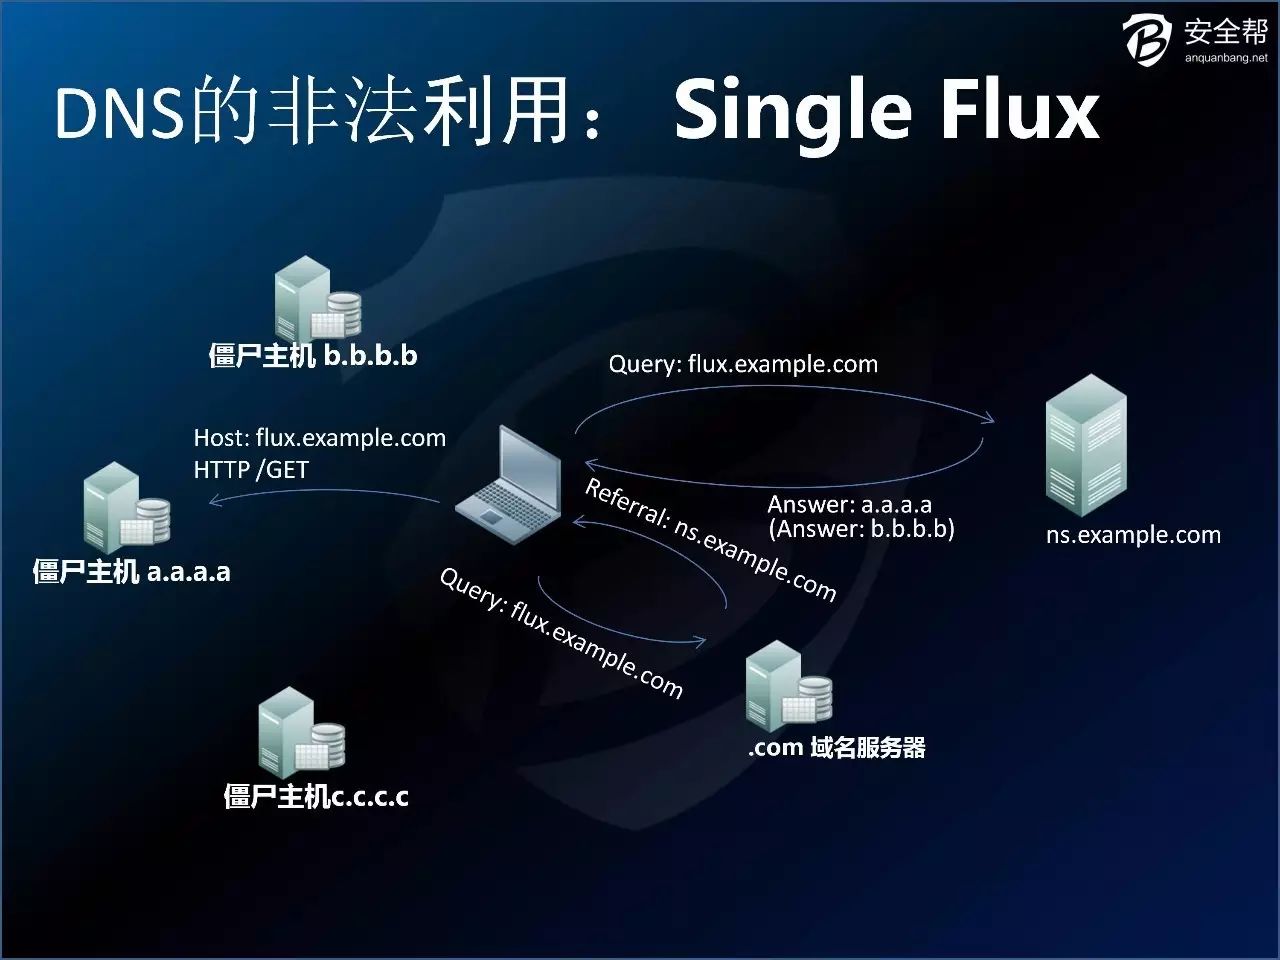 安全帮
anquanbang.net
DNS的非法利用： Single Flux
僵尸主机 b.b.b.b
Query: flux.example.com
Host: flux.example.com
HTTP /GET
Referral: ns.example.com
Answer: a.a.a.a
(Answer: b.b.b.b)
ns.example.com
僵尸主机 a.a.a.a
Query: flux.example.com
.com 域名服务器
僵尸主机c.c.c.c